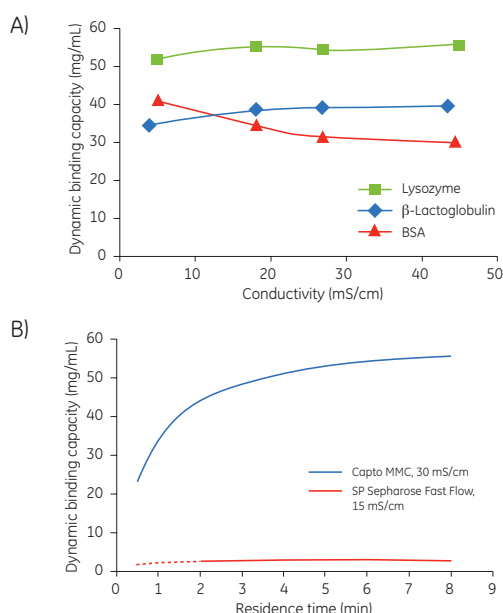 A)
Dynamic binding capacity (mg/mL)
60
50
40
30
20
10
0
Lysozyme
β-Lactoglobulin
BSA
0 10 20 30 40 50
Conductivity (mS/cm)
B)
Dynamic binding capacity (mg/mL)
60
50
40
30
20
10
0
Capto MMC, 30 mS/cm
SP Sepharose Fast Flow,
15 mS/cm
0 1 2 3 4 5 6 7 8 9
Residence time (min)